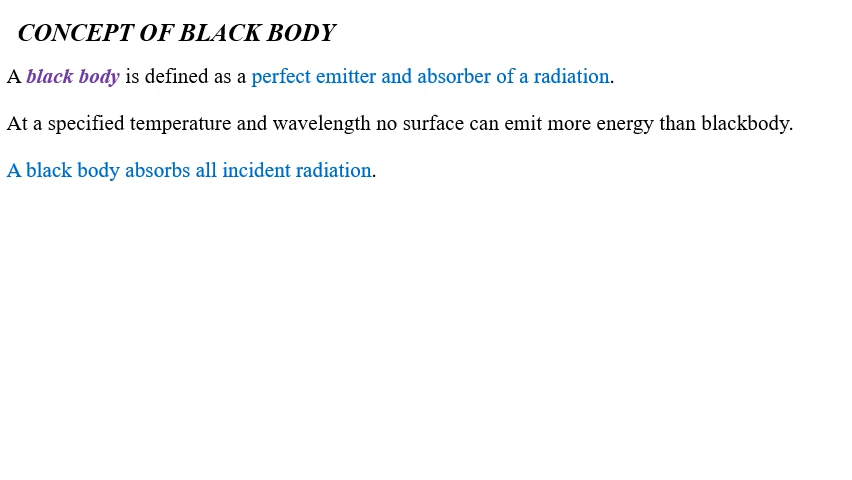 CONCEPT OF BLACK BODY
A black body is defined as a perfect emitter and absorber of a radiation.
At a specified temperature and wavelength no surface can emit more energy than blackbody.
A black body absorbs all incident radiation.